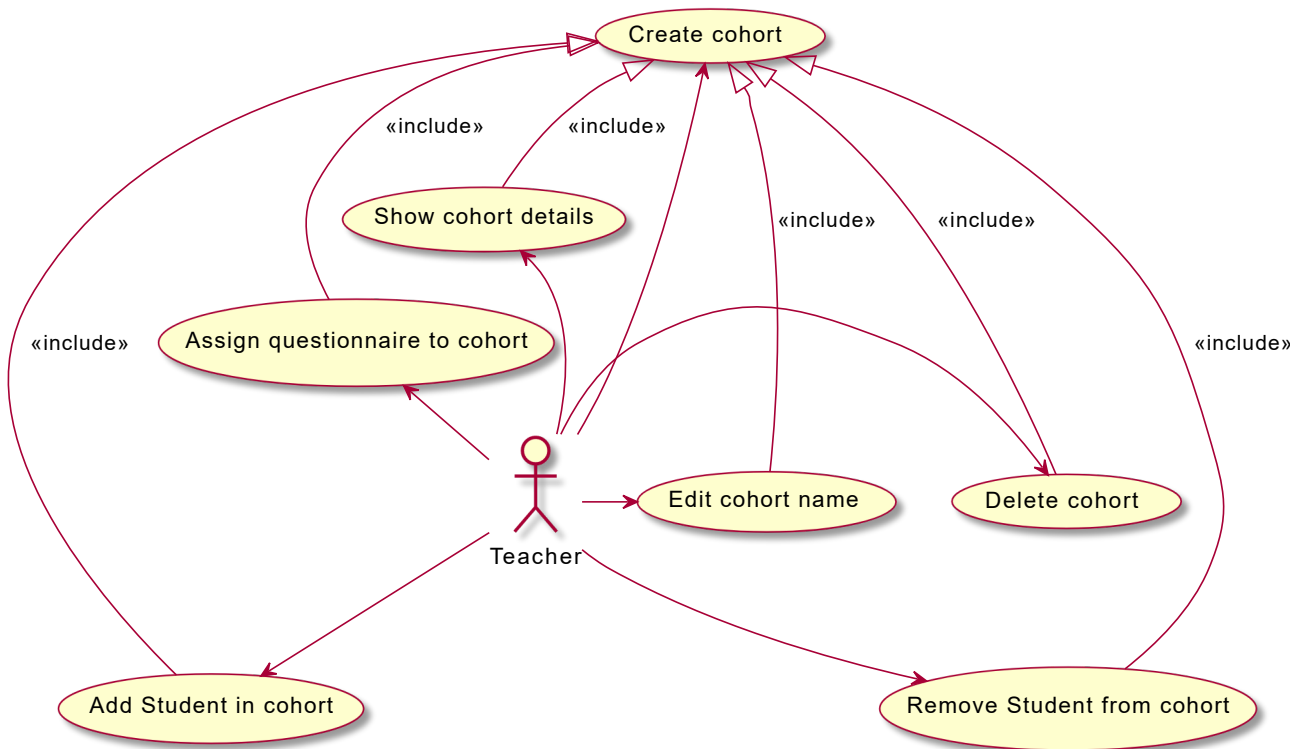 Create cohort
«include»
«include»
Show cohort details
«include»
«include»
Assign questionnaire to cohort
«include»
«include»
Edit cohort name
Delete cohort
Teacher
Add Student in cohort
Remove Student from cohort